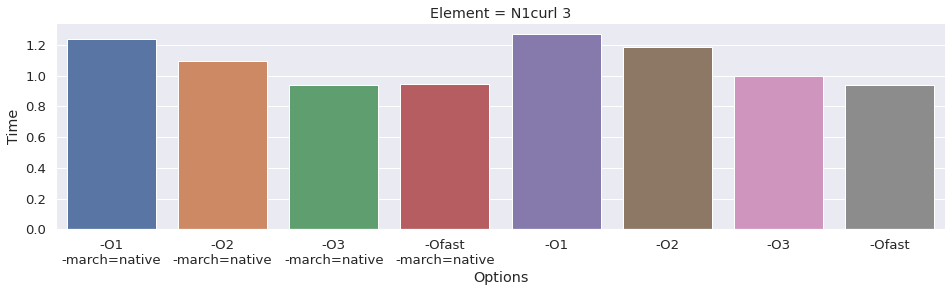 Element = N1curl 3
Time
1.2
1.0
0.8
0.6
0.4
0.2
0.0
-O1
-march=native
-O2
-march=native
-O3
-march=native
-Ofast
-march=native
-O1
-O2
-O3
-Ofast
Options